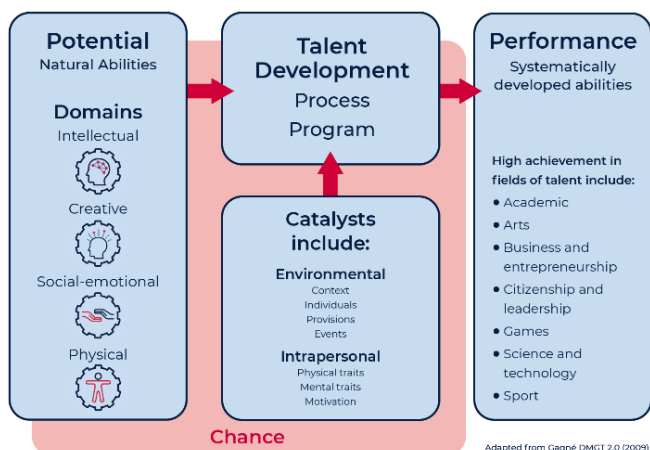 Potential
Natural Abilities
Domains
Intellectual
Creative
Social-emotional
Physical
Talent
Development
Process
Program
Catalysts
include:
Environmental
Context
Individuals
Provisions
Events
Intrapersonal
Physical traits
Mental traits
Motivation
Chance
Performance
Systematically
developed abilities
High achievement in
fields of talent include:
• Academic
• Arts
• Business and
entrepreneurship
• Citizenship and
leadership
• Games
• Science and
technology
• Sport
Adapted from Gagné DMGT 2.0 (2009)